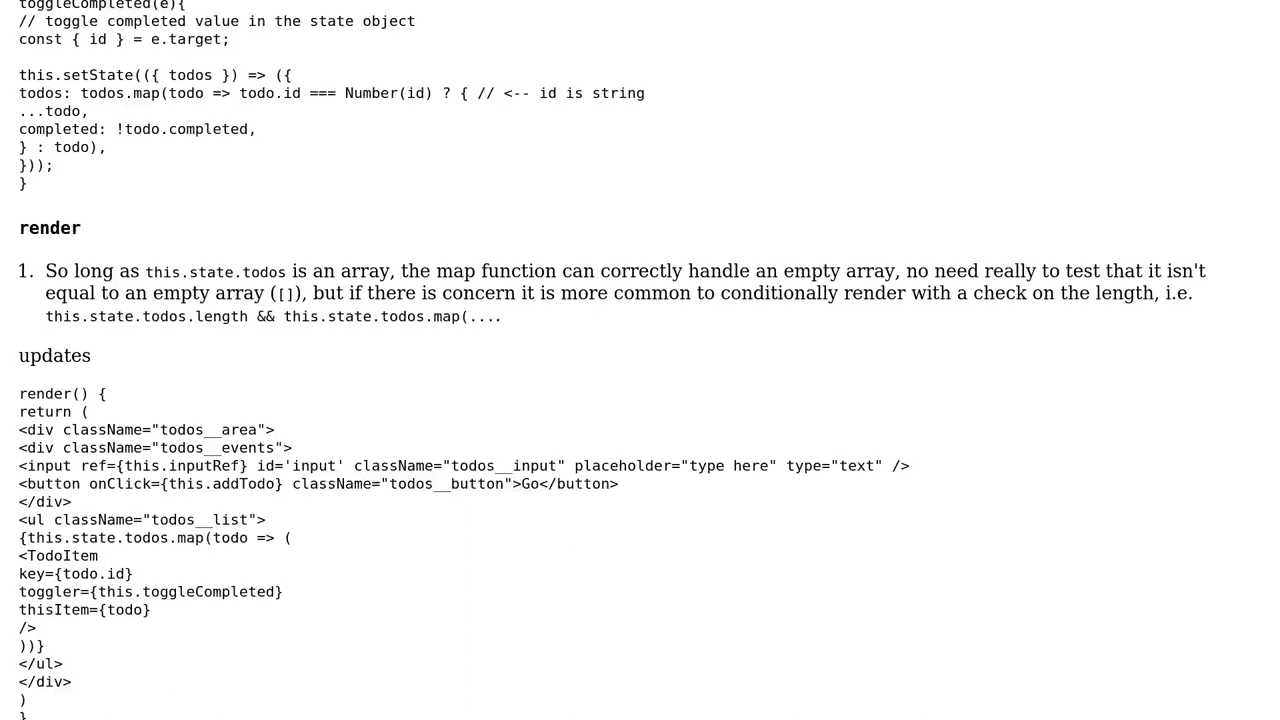 toggleCompleted(e){
// toggle completed value in the state object
const { id } = e.target;
this.setState(({ todos }) => ({
todos: todos.map(todo => todo.id === Number(id) ? { // <-- id is string
...todo,
completed: !todo.completed,
} : todo),
}));
}
render
1. So long as this.state.todos is an array, the map function can correctly handle an empty array, no need really to test that it isn't
equal to an empty array ([]), but if there is concern it is more common to conditionally render with a check on the length, i.e.
this.state.todos.length && this.state.todos.map(....
updates
render() {
return (
<div className="todos__area">
<div className="todos__events">
<input ref={this.inputRef} id='input' className="todos__input" placeholder="type here" type="text" />
<button onClick={this.addTodo} className="todos__button">Go</button>
</div>
<ul className="todos__list">
{this.state.todos.map(todo => (
<TodoItem
key={todo.id}
toggler={this.toggleCompleted}
thisItem={todo}
/>
))}
</ul>
</div>
)
}